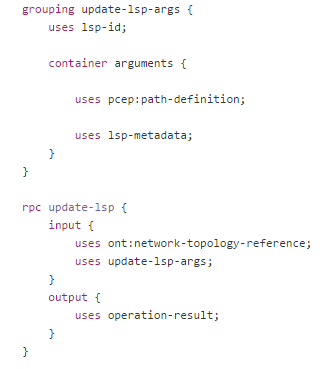 grouping update-lsp-args {
    uses lsp-id;

    container arguments {

        uses pcep:path-definition;

        uses lsp-metadata;
    }
}

rpc update-lsp {
    input {
        uses ont:network-topology-reference;
        uses update-lsp-args;
    }
    output {
        uses operation-result;
    }
}